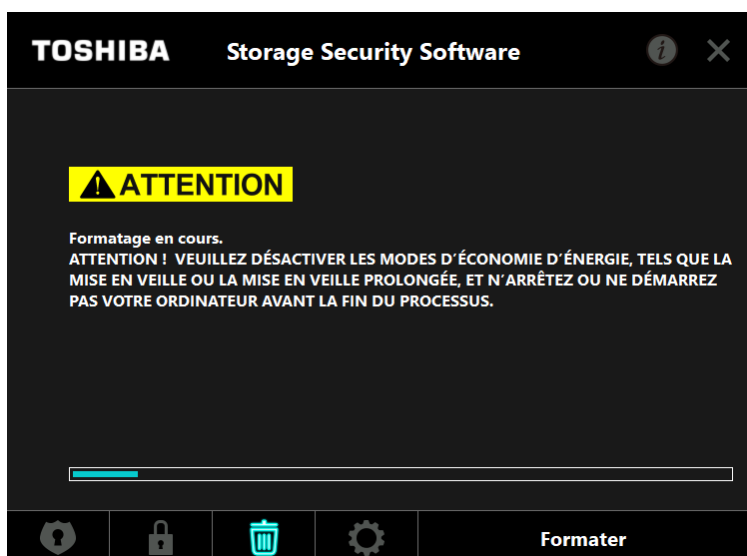 TOSHIBA Storage Security Software
ATTENTION
Formatage en cours.
ATTENTION ! VEUILLEZ DÉSACTIVER LES MODES D'ÉCONOMIE D'ÉNERGIE, TELS QUE LA
MISE EN VEILLE OU LA MISE EN VEILLE PROLONGÉE, ET N'ARRÊTEZ OU NE DÉMARREZ
PAS VOTRE ORDINATEUR AVANT LA FIN DU PROCESSUS.
Formater